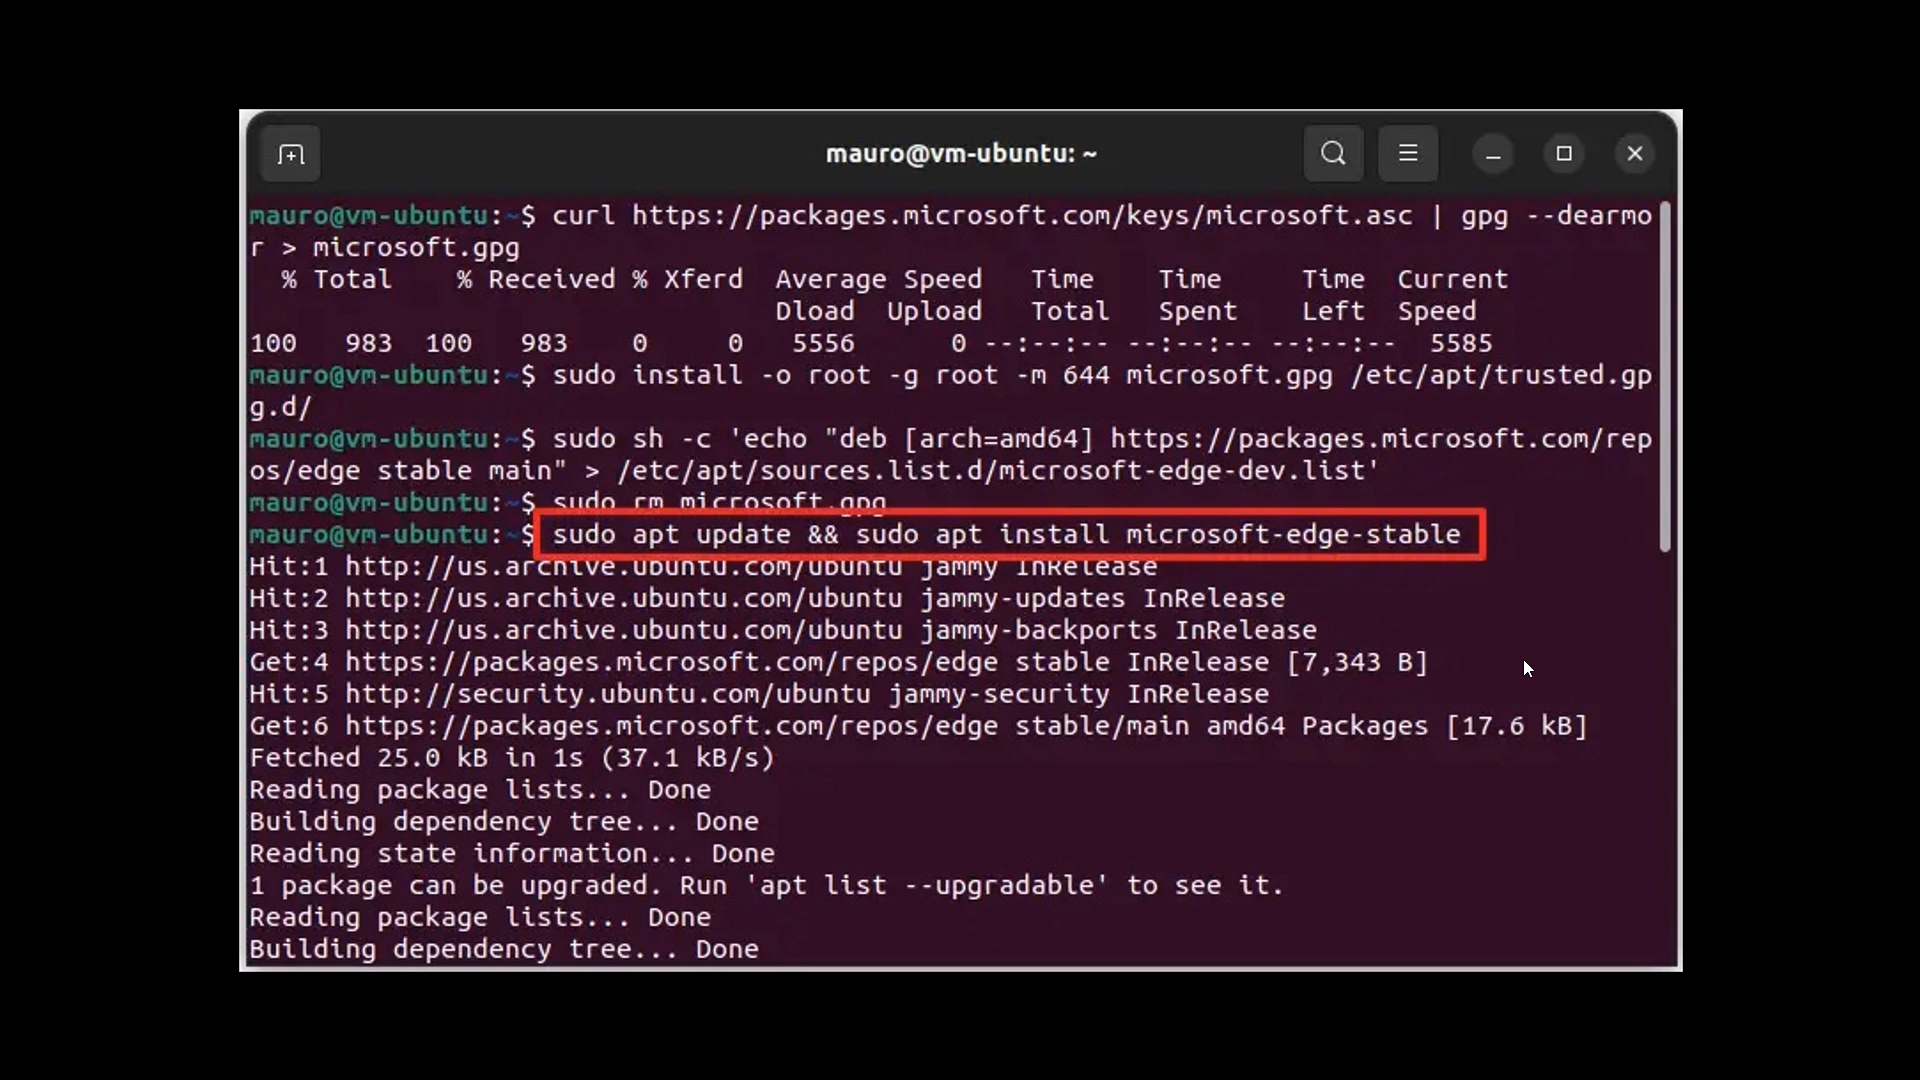 mauro@vm-ubuntu: ~
mauro@vm-ubuntu:~$ curl https://packages.microsoft.com/keys/microsoft.asc | gpg --dearmo
r > microsoft.gpg
  % Total    % Received % Xferd  Average Speed   Time    Time     Time  Current
                                 Dload  Upload   Total   Spent    Left  Speed
100   983  100   983    0     0   5556      0 --:--:-- --:--:-- --:--:--  5585
mauro@vm-ubuntu:~$ sudo install -o root -g root -m 644 microsoft.gpg /etc/apt/trusted.gp
g.d/
mauro@vm-ubuntu:~$ sudo sh -c 'echo "deb [arch=amd64] https://packages.microsoft.com/rep
os/edge stable main" > /etc/apt/sources.list.d/microsoft-edge-dev.list'
mauro@vm-ubuntu:~$ sudo rm microsoft.gpg
mauro@vm-ubuntu:~$ sudo apt update && sudo apt install microsoft-edge-stable
Hit:1 http://us.archive.ubuntu.com/ubuntu jammy InRelease
Hit:2 http://us.archive.ubuntu.com/ubuntu jammy-updates InRelease
Hit:3 http://us.archive.ubuntu.com/ubuntu jammy-backports InRelease
Get:4 https://packages.microsoft.com/repos/edge stable InRelease [7,343 B]
Hit:5 http://security.ubuntu.com/ubuntu jammy-security InRelease
Get:6 https://packages.microsoft.com/repos/edge stable/main amd64 Packages [17.6 kB]
Fetched 25.0 kB in 1s (37.1 kB/s)
Reading package lists... Done
Building dependency tree... Done
Reading state information... Done
1 package can be upgraded. Run 'apt list --upgradable' to see it.
Reading package lists... Done
Building dependency tree... Done